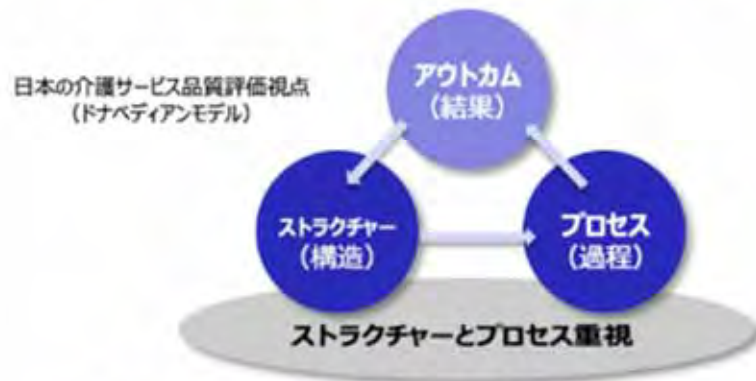 日本の介護サービス品質評価視点
（ドナベディアンモデル）
アウトカム
（結果）
ストラクチャー
（構造）
プロセス
（過程）
ストラクチャーとプロセス重視